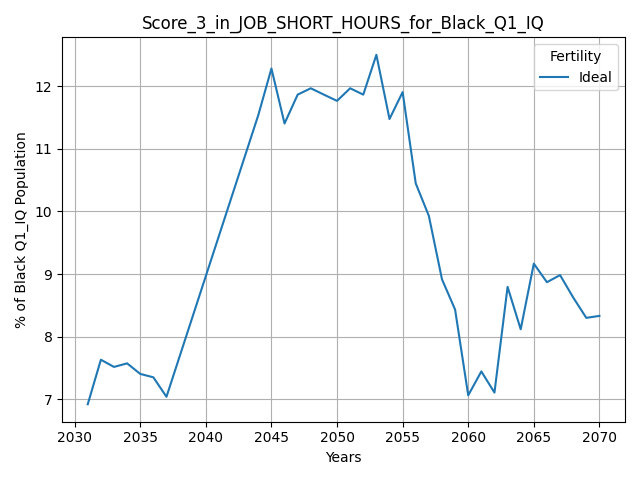 Score_3_in_JOB_SHORT_HOURS_for_Black_Q1_IQ
Fertility
Ideal
% of Black Q1_IQ Population
12
11
10
9
8
7
2030 2035 2040 2045 2050 2055 2060 2065 2070
Years